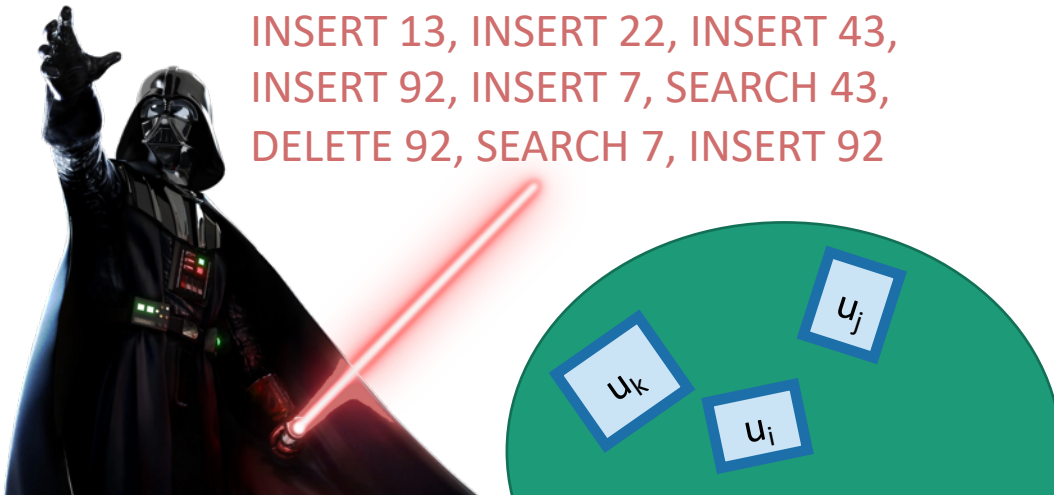 INSERT 13, INSERT 22, INSERT 43,
INSERT 92, INSERT 7, SEARCH 43,
DELETE 92, SEARCH 7, INSERT 92
uj
uk
ui